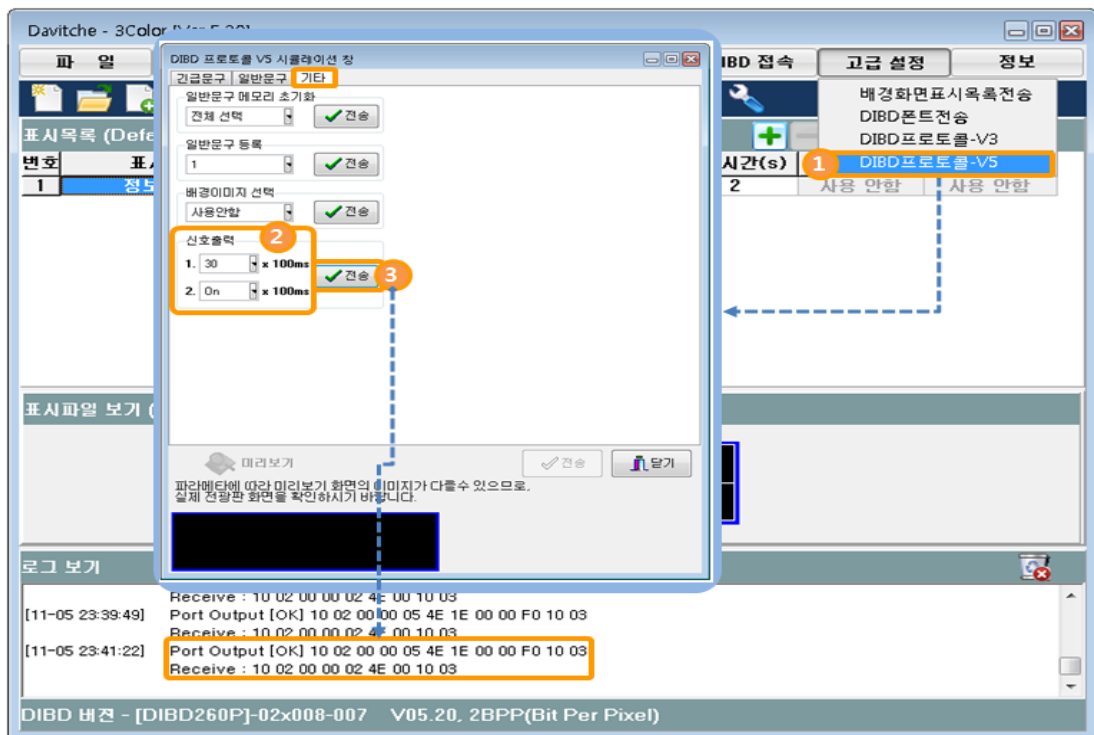 Davitche - 3Color
파 일
IBD 접속
고급 설정
정보
배경화면표시목록전송
DIBD폰트전송
DIBD프로토콜-V3
1 DIBD프로토콜-V5
표시목록 (Defa
번호
표
시간(s)
1
정보
2
사용 안함
사용 안함
DIBD 프로토콜 V5 시뮬레이션 창
긴급문구
일반문구
기타
일반문구 메모리 초기화
전체 선택
전송
일반문구 등록
1
전송
배경이미지 선택
사용안함
전송
신호출력
2
1. 30 x 100ms
전송
3
2. On x 100ms
미리보기
전송
닫기
파라메타에 따라 미리보기 화면의 이미지가 다를수 있으므로,
실제 전광판 화면을 확인하시기 바랍니다.
표시파일 보기 (
로그 보기
Receive : 10 02 00 00 02 4E 00 10 03
[11-05 23:39:49] Port Output [OK] 10 02 00 00 05 4E 1E 00 00 F0 10 03
Receive : 10 02 00 00 02 4E 00 10 03
[11-05 23:41:22] Port Output [OK] 10 02 00 00 05 4E 1E 00 00 F0 10 03
Receive : 10 02 00 00 02 4E 00 10 03
DIBD 버젼 - [DIBD260P]-02x008-007 V05.20, 2BPP(Bit Per Pixel)